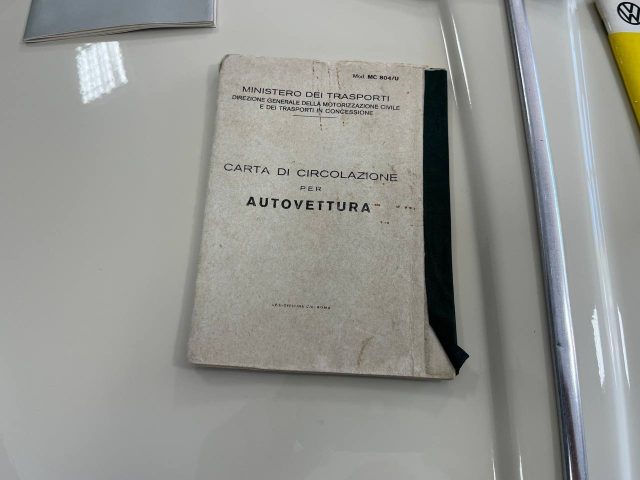 Mod. MC 804/U
MINISTERO DEI TRASPORTI
DIREZIONE GENERALE DELLA MOTORIZZAZIONE CIVILE
E DEI TRASPORTI IN CONCESSIONE
CARTA DI CIRCOLAZIONE
PER
AUTOVETTURA